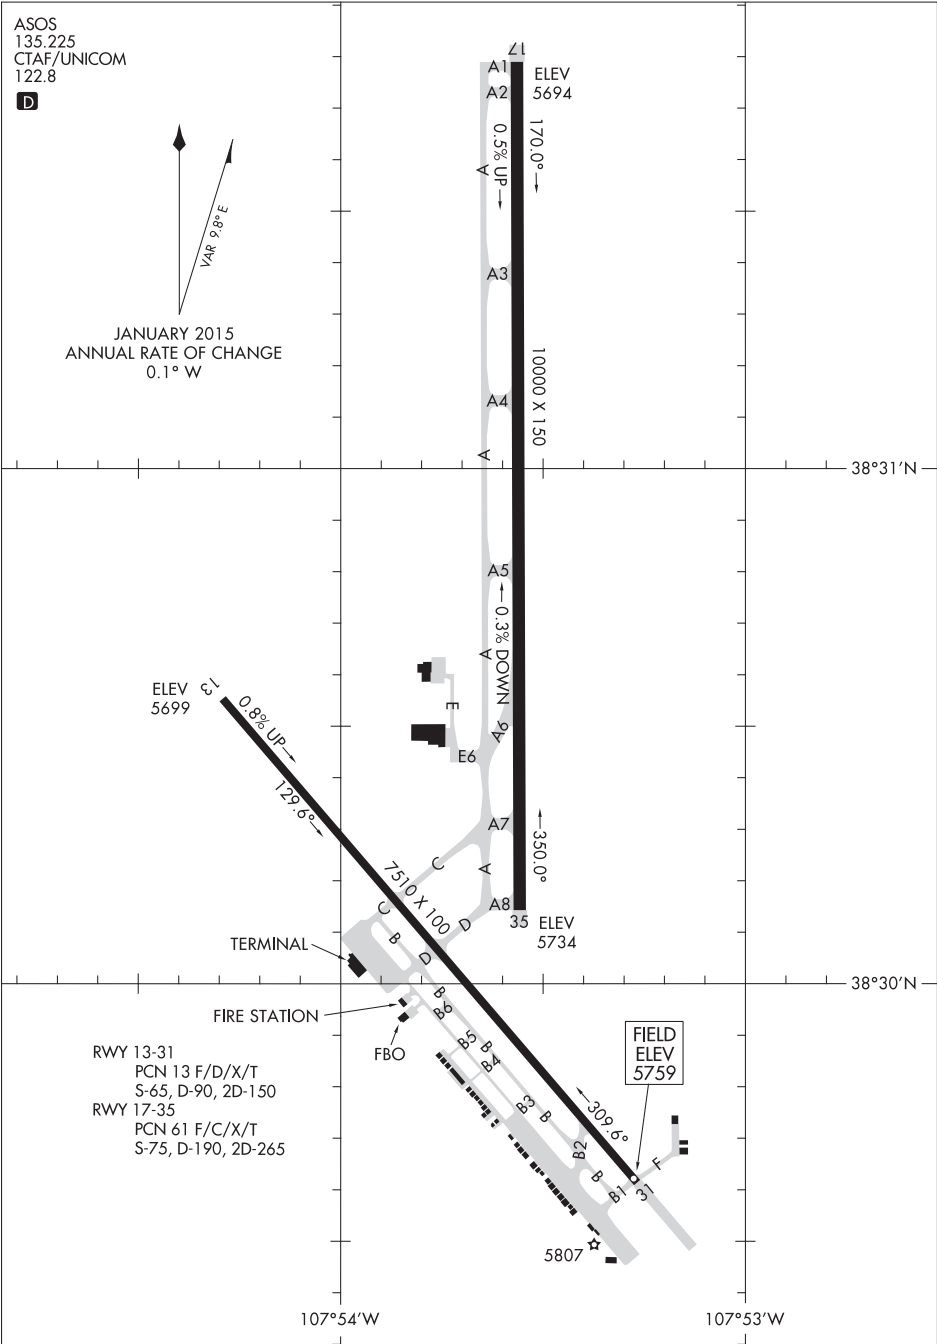 ASOS
135.225
CTAF/UNICOM
122.8
D
VAR 9.8° E
JANUARY 2015
ANNUAL RATE OF CHANGE
0.1° W
17
ELEV
5694
A1
A2
0.5% UP
170.0°
A
A3
10000 X 150
A4
A
38°31'N
A5
0.3% DOWN
A
E
A6
E6
ELEV
5699
13
0.8% UP
129.6°
A7
350.0°
C
A
7510 X 100
A8
35
ELEV
5734
C
D
B
D
TERMINAL
38°30'N
B
B6
FIRE STATION
FBO
B5
B
B4
FIELD
ELEV
5759
RWY 13-31
PCN 13 F/D/X/T
S-65, D-90, 2D-150
RWY 17-35
PCN 61 F/C/X/T
S-75, D-190, 2D-265
B3
B
309.6°
B2
F
B
B1
31
5807
107°54'W
107°53'W